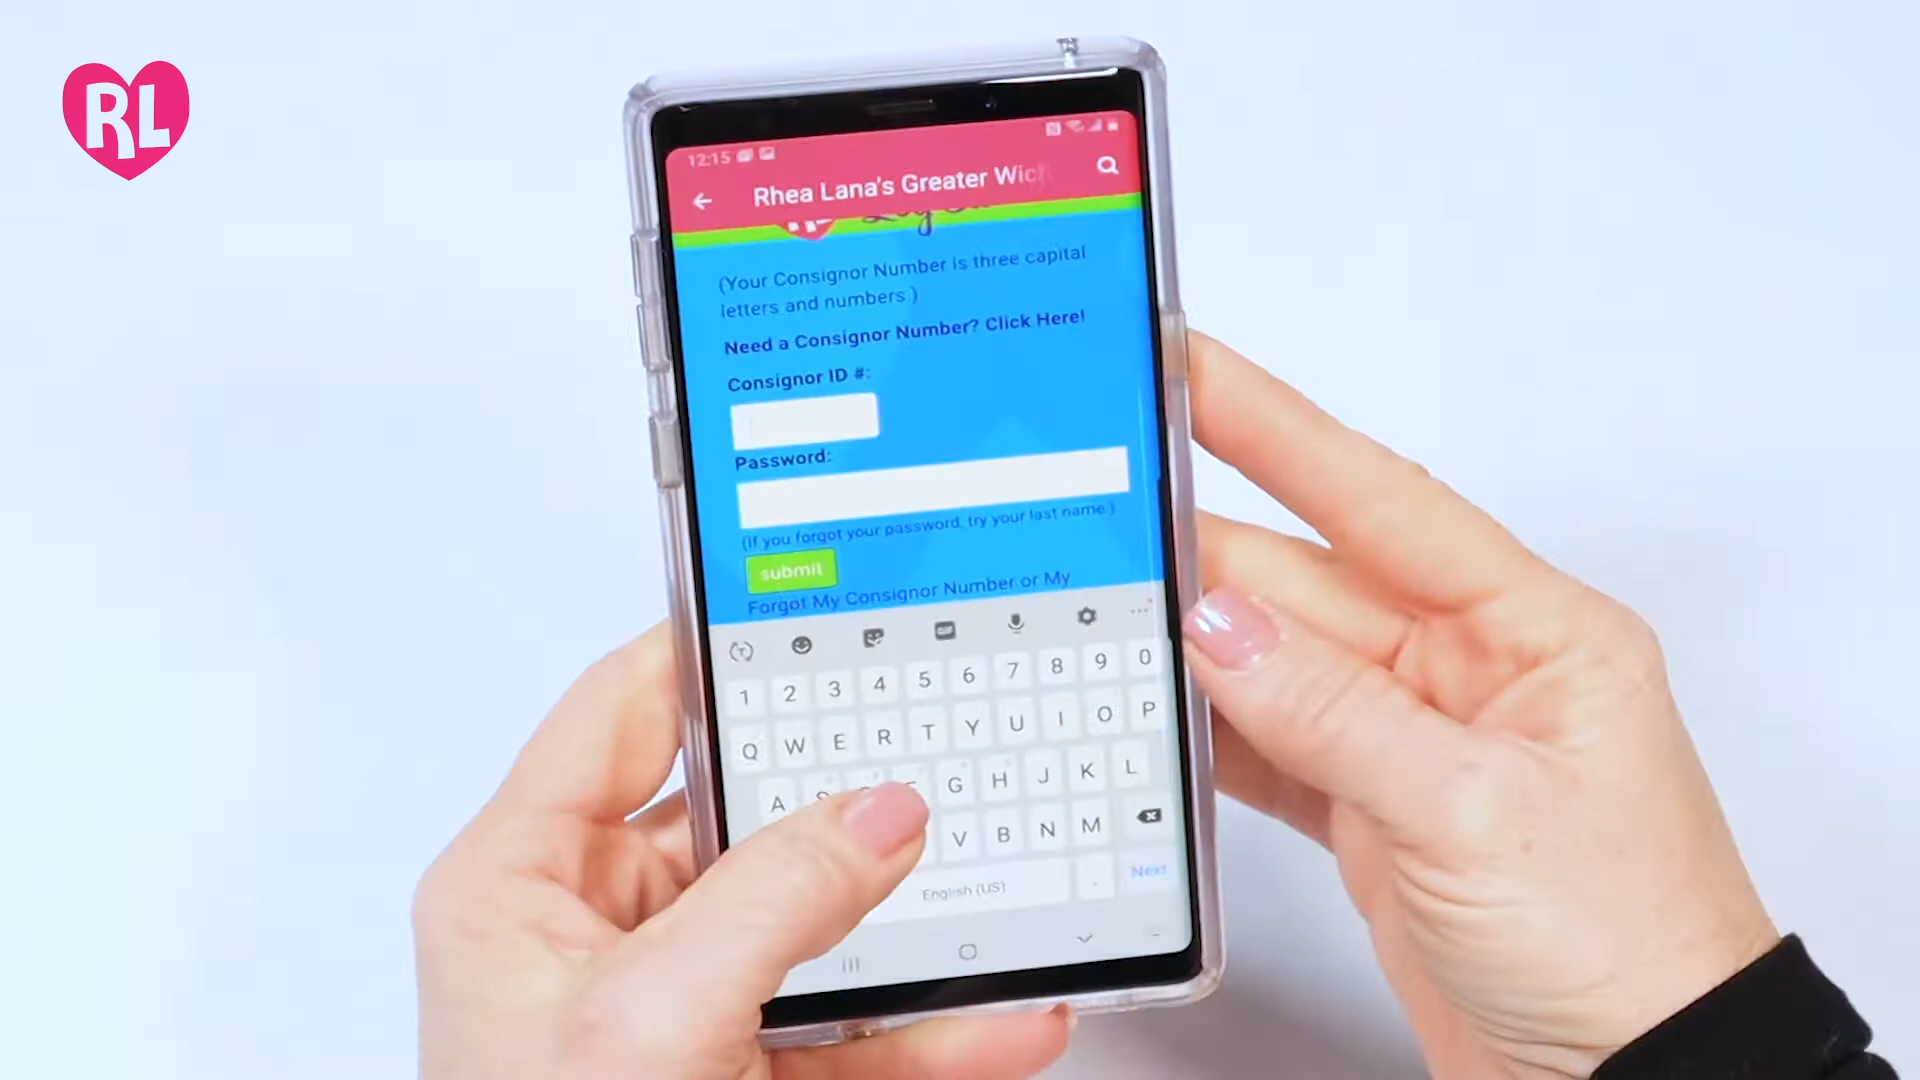 RL
12:15
Rhea Lana's Greater Wich
(Your Consignor Number is three capital
letters and numbers.)
Need a Consignor Number? Click Here!
Consignor ID #:
Password:
(If you forgot your password, try your last name.)
submit
Forgot My Consignor Number or My
GIF
1 2 3 4 5 6 7 8 9 0
Q W E R T Y U I O P
A G H J K L
V B N M
English (US) . Next